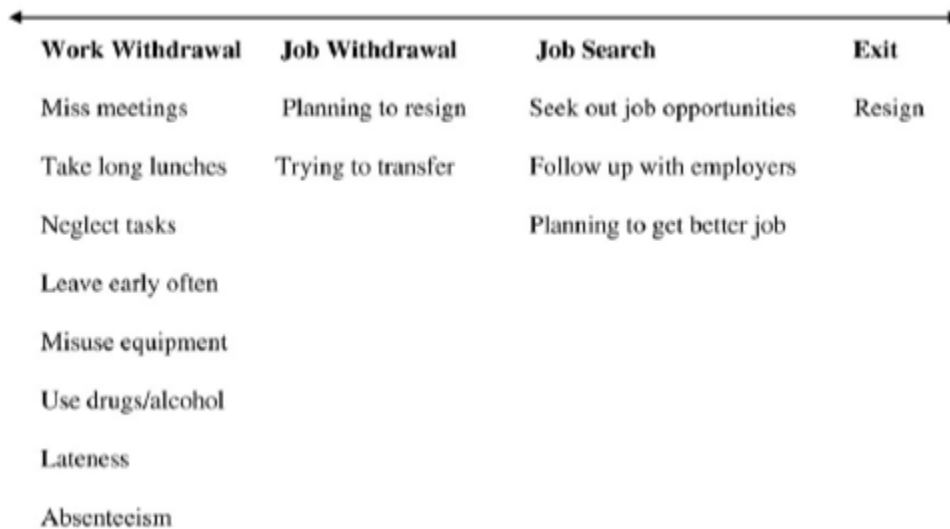 Work Withdrawal Job Withdrawal Job Search Exit
Miss meetings Planning to resign Seek out job opportunities Resign
Take long lunches Trying to transfer Follow up with employers
Neglect tasks Planning to get better job
Leave early often
Misuse equipment
Use drugs/alcohol
Lateness
Absenteeism